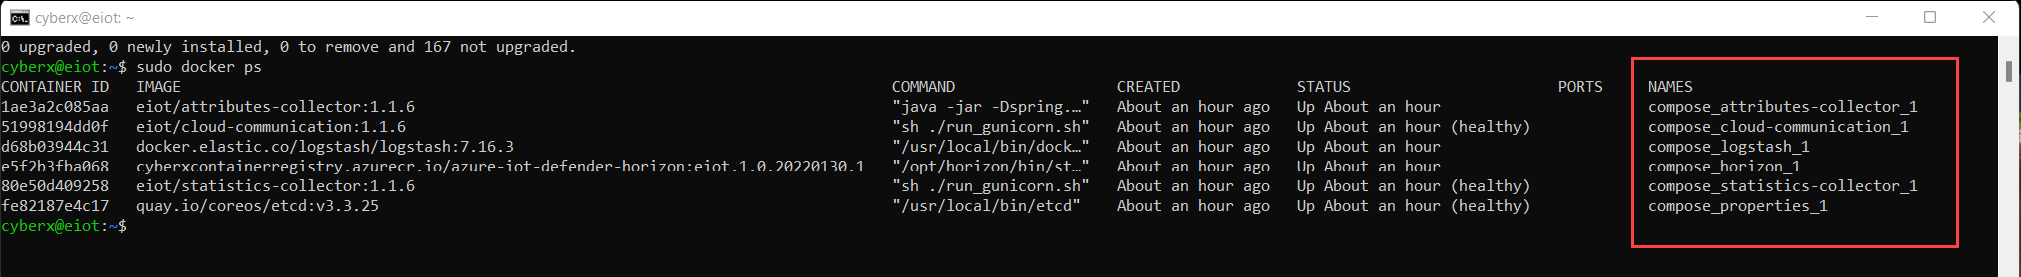 cyberx@eiot: ~
0 upgraded, 0 newly installed, 0 to remove and 167 not upgraded.
cyberx@eiot:~$ sudo docker ps
CONTAINER ID   IMAGE   COMMAND   CREATED   STATUS   PORTS   NAMES
1ae3a2c085aa   eiot/attributes-collector:1.1.6   "java -jar -Dspring.…"   About an hour ago   Up About an hour   compose_attributes-collector_1
51998194dd0f   eiot/cloud-communication:1.1.6   "sh ./run_gunicorn.sh"   About an hour ago   Up About an hour (healthy)   compose_cloud-communication_1
d68b03944c31   docker.elastic.co/logstash/logstash:7.16.3   "/usr/local/bin/dock…"   About an hour ago   Up About an hour   compose_logstash_1
e5f2b3fba068   cyberxcontainerregistry.azurecr.io/azure-iot-defender-horizon:eiot.1.0.20220130.1   "/opt/horizon/bin/st…"   About an hour ago   Up About an hour   compose_horizon_1
80e50d409258   eiot/statistics-collector:1.1.6   "sh ./run_gunicorn.sh"   About an hour ago   Up About an hour (healthy)   compose_statistics-collector_1
fe82187e4c17   quay.io/coreos/etcd:v3.3.25   "/usr/local/bin/etcd"   About an hour ago   Up About an hour (healthy)   compose_properties_1
cyberx@eiot:~$